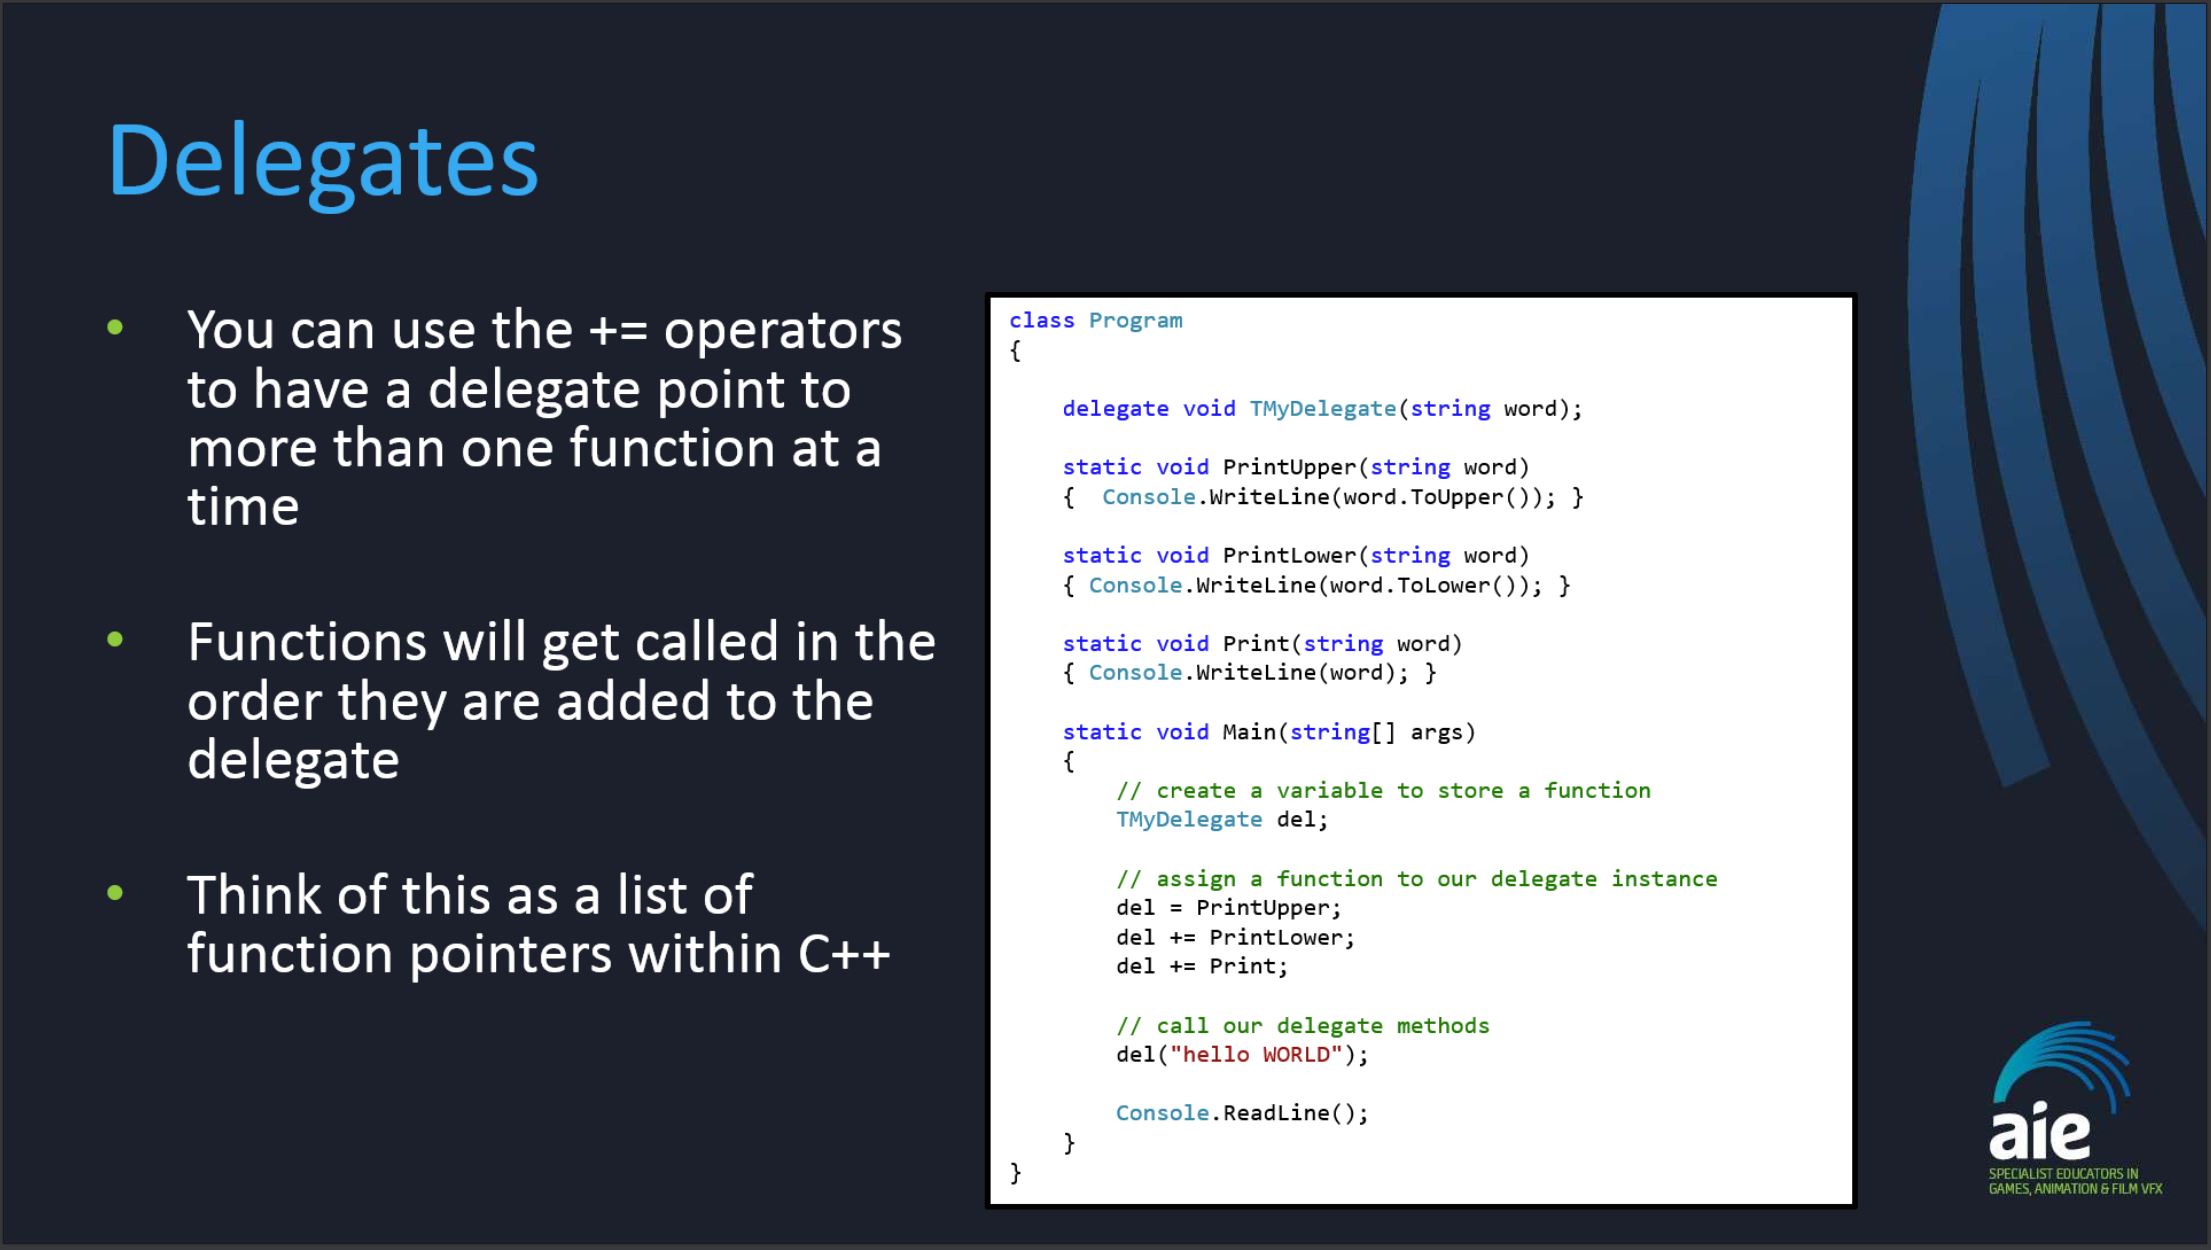 Delegates
You can use the += operators
to have a delegate point to
more than one function at a
time
Functions will get called in the
order they are added to the
delegate
Think of this as a list of
function pointers within C++
class Program
{
delegate void TMyDelegate(string word);
static void PrintUpper(string word)
{  Console.WriteLine(word.ToUpper()); }
static void PrintLower(string word)
{ Console.WriteLine(word.ToLower()); }
static void Print(string word)
{ Console.WriteLine(word); }
static void Main(string[] args)
{
// create a variable to store a function
TMyDelegate del;
// assign a function to our delegate instance
del = PrintUpper;
del += PrintLower;
del += Print;
// call our delegate methods
del("hello WORLD");
Console.ReadLine();
}
}
aie
SPECIALIST EDUCATORS IN
GAMES, ANIMATION & FILM VFX